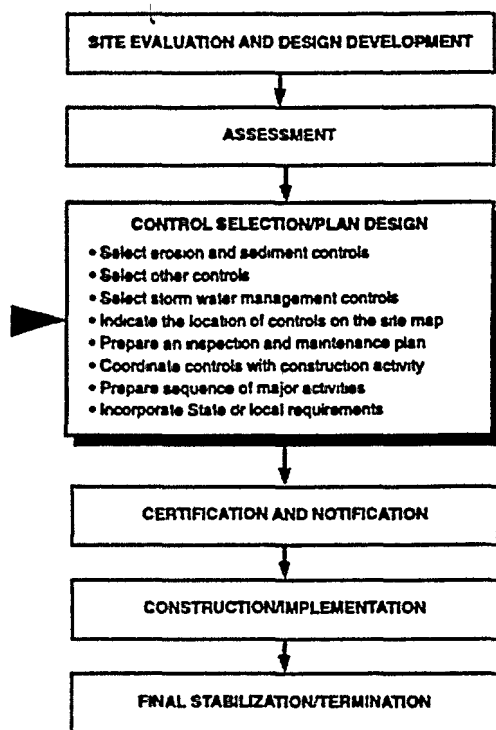 SITE EVALUATION AND DESIGN DEVELOPMENT
ASSESSMENT
CONTROL SELECTION/PLAN DESIGN
• Select erosion and sediment controls
• Select other controls
• Select storm water management controls
• Indicate the location of controls on the site map
• Prepare an inspection and maintenance plan
• Coordinate controls with construction activity
• Prepare sequence of major activities
• Incorporate State or local requirements
CERTIFICATION AND NOTIFICATION
CONSTRUCTION/IMPLEMENTATION
FINAL STABILIZATION/TERMINATION